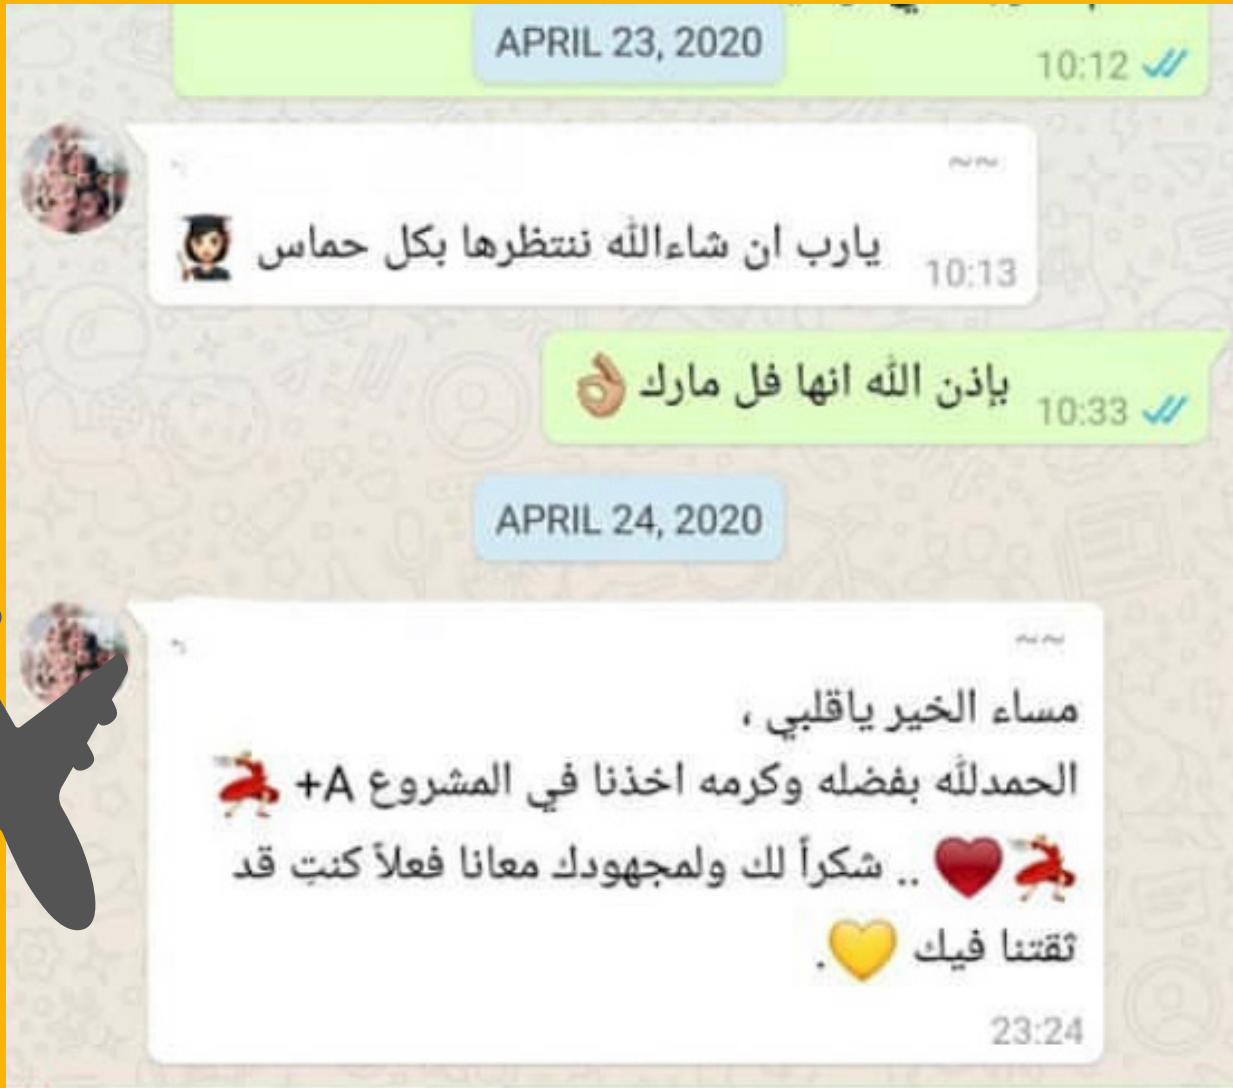 APRIL 23, 2020
10:12
~~
يارب ان شاءالله ننتظرها بكل حماس 👩🏻‍🎓
10:13
بإذن الله انها فل مارك 👌🏼
10:33
APRIL 24, 2020
~~
مساء الخير ياقلبي ،
الحمدلله بفضله وكرمه اخذنا في المشروع A+ 💃
💃❤️ .. شكراً لك ولمجهودك معانا فعلاً كنتِ قد
ثقتنا فيك 💛.
23:24